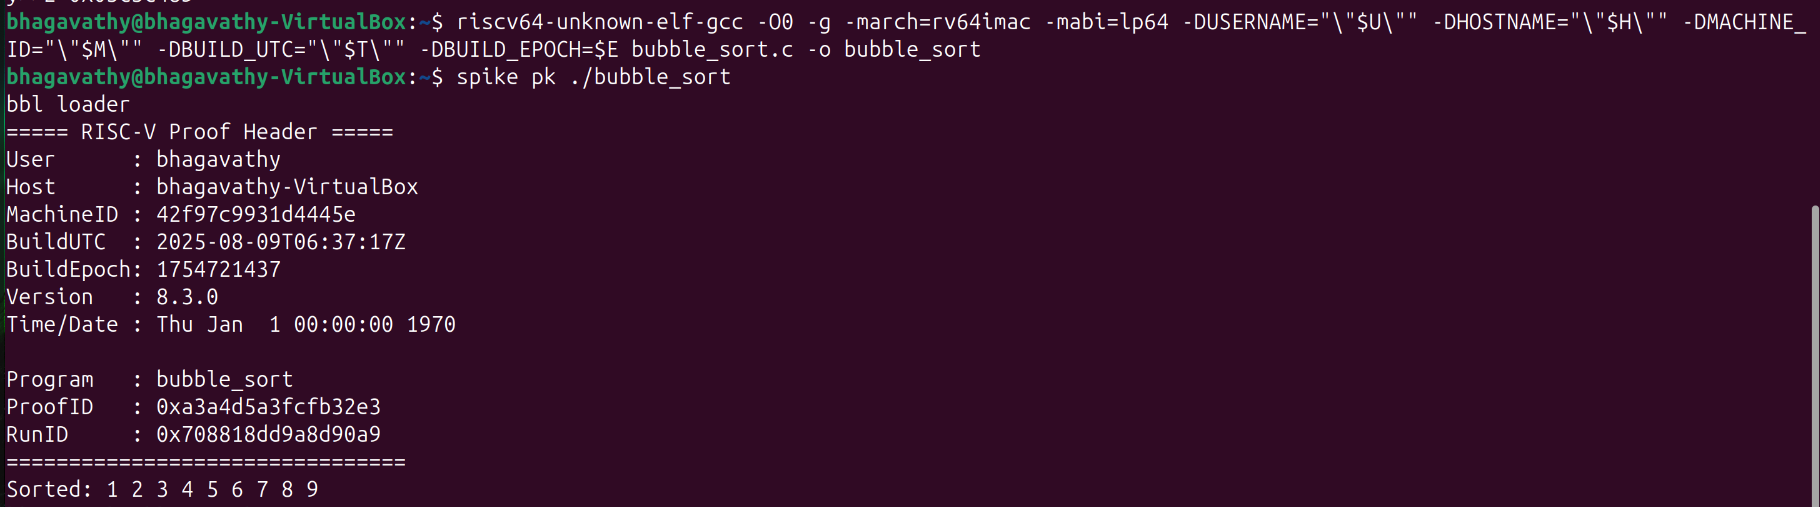 bhagavathy@bhagavathy-VirtualBox:~$ riscv64-unknown-elf-gcc -O0 -g -march=rv64imac -mabi=lp64 -DUSERNAME="\"$U\"" -DHOSTNAME="\"$H\"" -DMACHINE_
ID="\"$M\"" -DBUILD_UTC="\"$T\"" -DBUILD_EPOCH=$E bubble_sort.c -o bubble_sort
bhagavathy@bhagavathy-VirtualBox:~$ spike pk ./bubble_sort
bbl loader
===== RISC-V Proof Header =====
User      : bhagavathy
Host      : bhagavathy-VirtualBox
MachineID : 42f97c9931d4445e
BuildUTC  : 2025-08-09T06:37:17Z
BuildEpoch: 1754721437
Version   : 8.3.0
Time/Date : Thu Jan  1 00:00:00 1970
Program   : bubble_sort
ProofID   : 0xa3a4d5a3fcfb32e3
RunID     : 0x708818dd9a8d90a9
================================
Sorted: 1 2 3 4 5 6 7 8 9